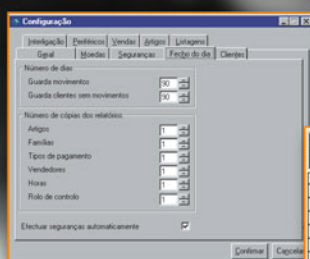 Configuração
Interligação Periféricos Vendas Artigos Listagens
Geral Moedas Seguranças Fecho do dia Clientes
Número de dias
Guarda movimentos 90
Guarda clientes sem movimentos 90
Número de cópias dos relatórios
Artigos 1
Famílias 1
Tipos de pagamento 1
Vendedores 1
Horas 1
Rolo de controlo 1
Efectuar seguranças automaticamente
Confirmar Cancela